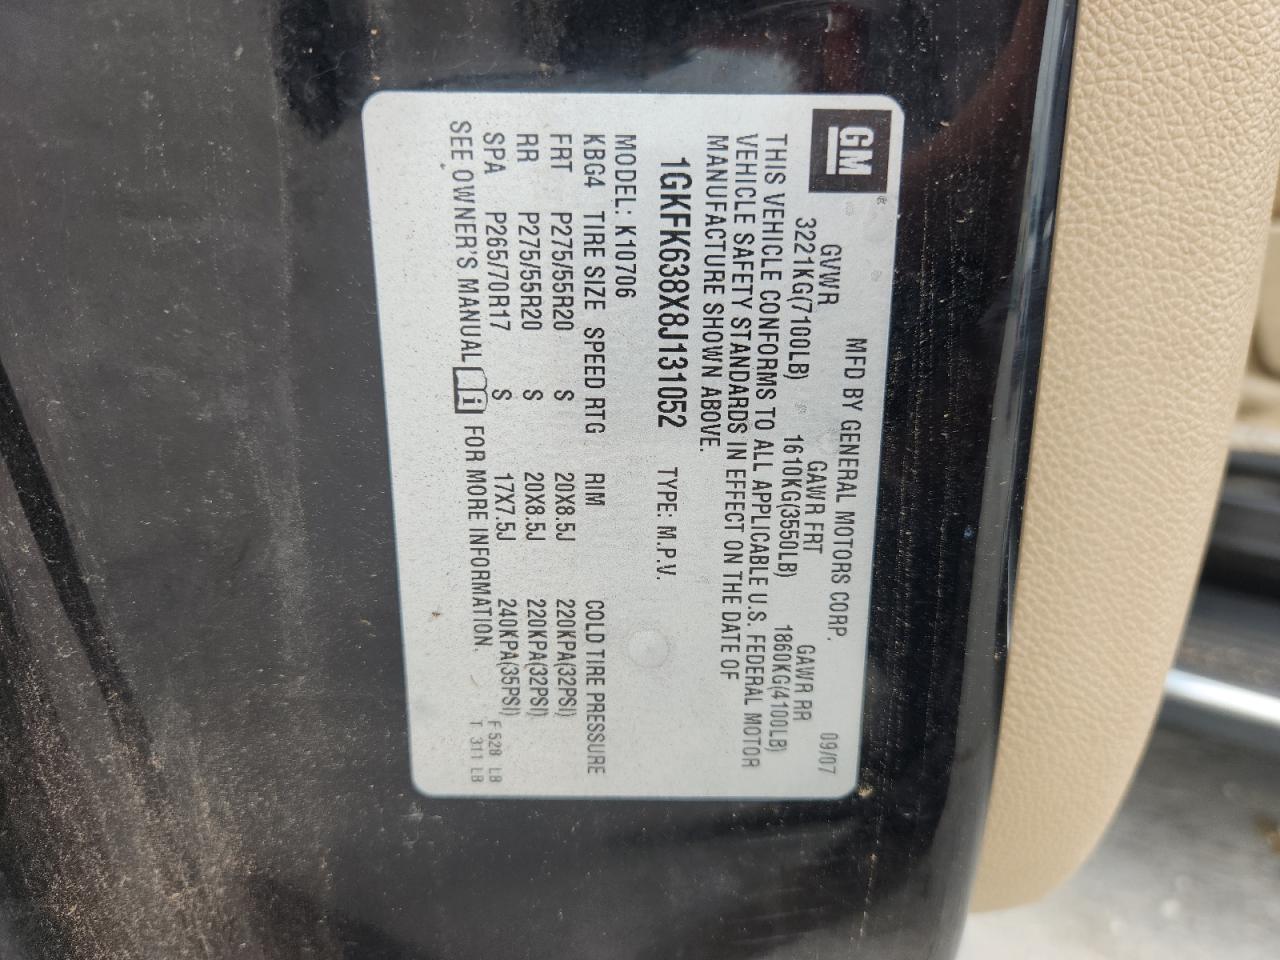 GM
MFD BY GENERAL MOTORS CORP. 09/07
GVWR GAWR FRT GAWR RR
3221KG(7100LB) 1610KG(3550LB) 1860KG(4100LB)
THIS VEHICLE CONFORMS TO ALL APPLICABLE U.S. FEDERAL MOTOR
VEHICLE SAFETY STANDARDS IN EFFECT ON THE DATE OF
MANUFACTURE SHOWN ABOVE.
1GKFK638X8J131052 TYPE: M.P.V.
MODEL: K10706
KBG4 TIRE SIZE SPEED RTG RIM COLD TIRE PRESSURE
FRT P275/55R20 S 20X8.5J 220KPA(32PSI)
RR P275/55R20 S 20X8.5J 220KPA(32PSI)
SPA P265/70R17 S 17X7.5J 240KPA(35PSI)
F 528 LB
SEE OWNER'S MANUAL i FOR MORE INFORMATION.
T 311 LB